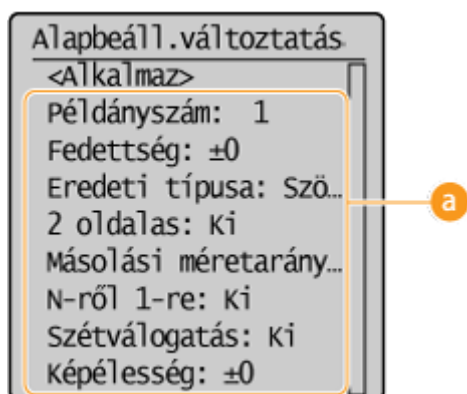 Alapbeáll.változtatás
<Alkalmaz>
Példányszám: 1
Fedettség: ±0
Eredeti típusa: Szö…
a
2 oldalas: Ki
Másolási méretarány…
N-ről 1-re: Ki
Szétválogatás: Ki
Képélesség: ±0